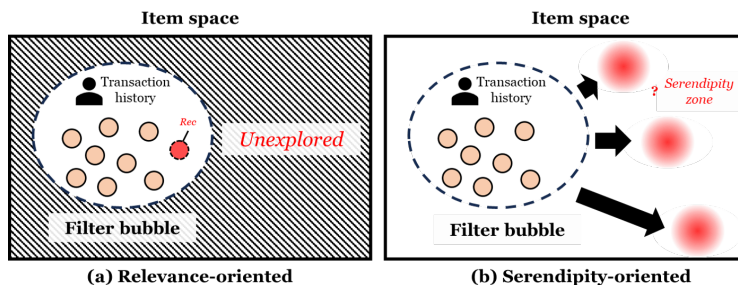 Item space
Transaction
history
Rec
Unexplored
Filter bubble
(a) Relevance-oriented
Item space
Transaction
history
? Serendipity
zone
Filter bubble
(b) Serendipity-oriented